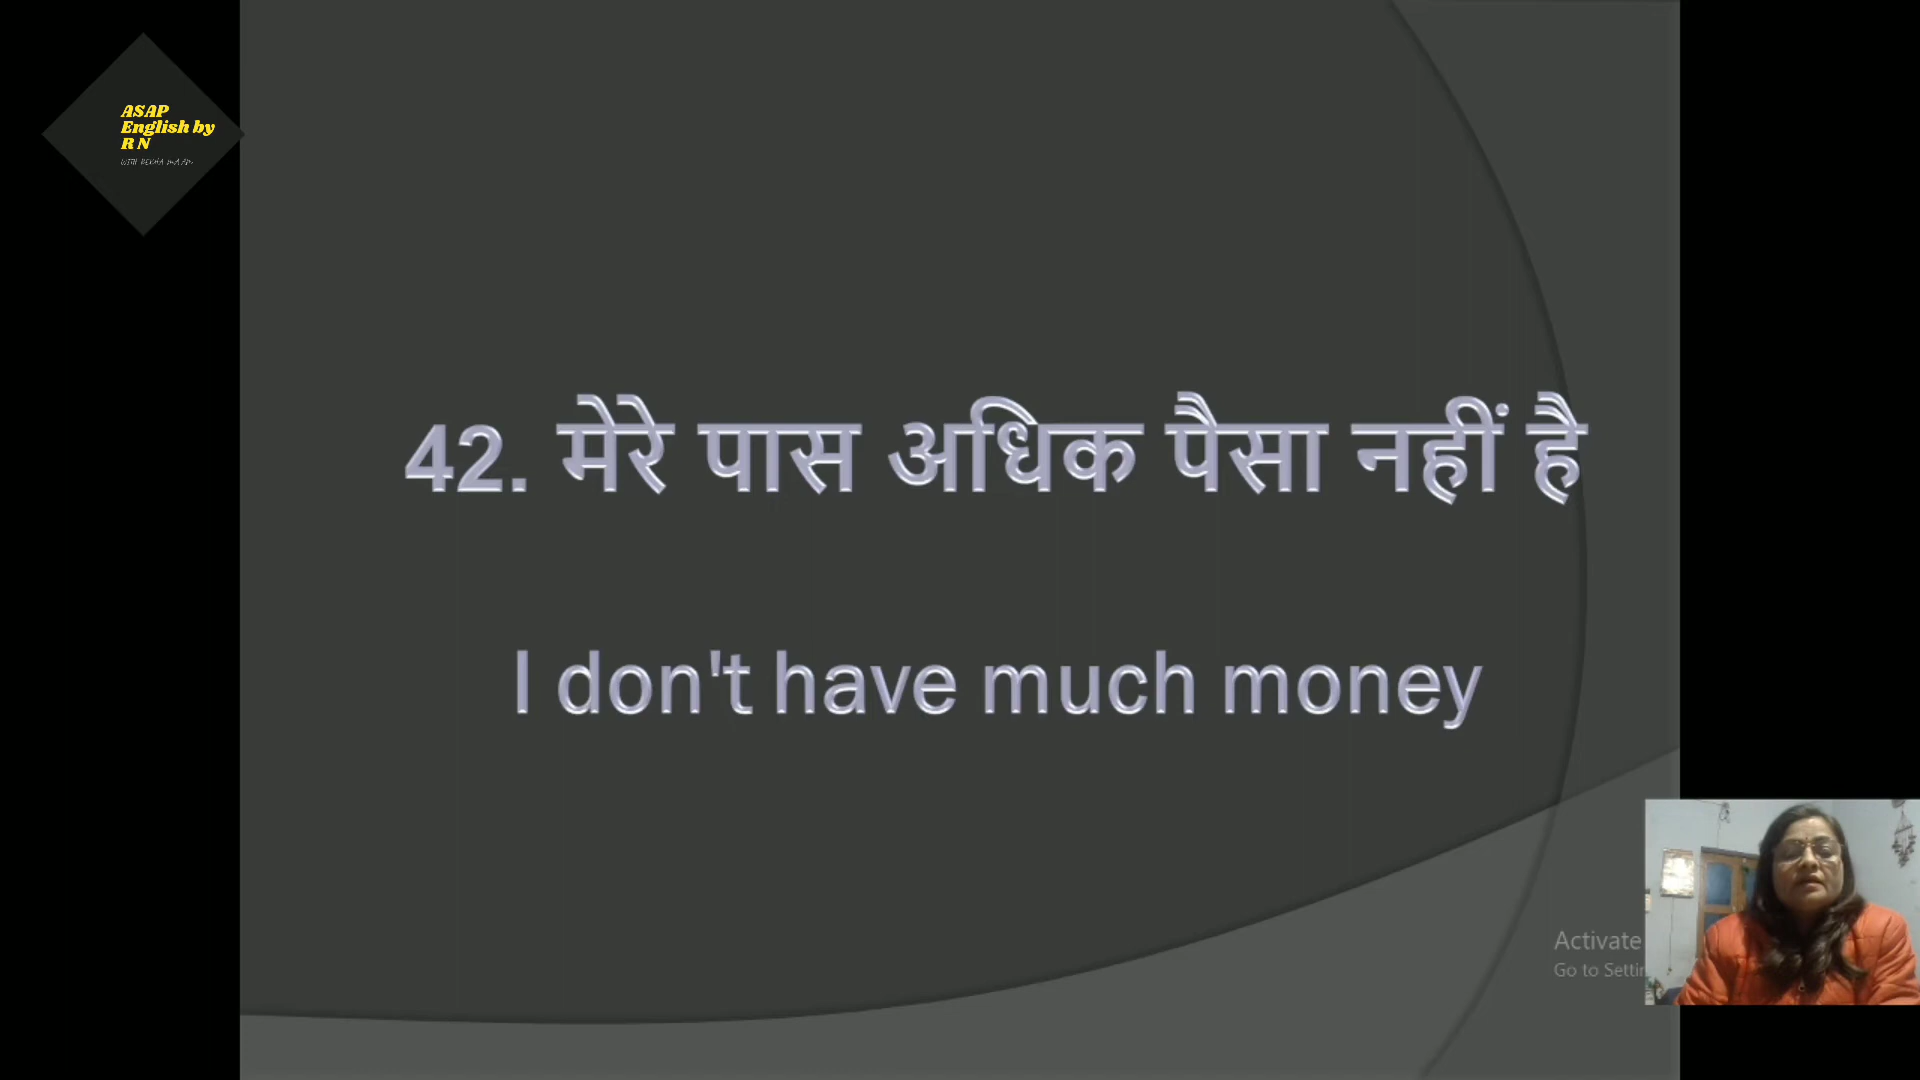 ASAP
English by
R N
42. मेरे पास अधिक पैसा नहीं है
I don't have much money
Activate
Go to Settin